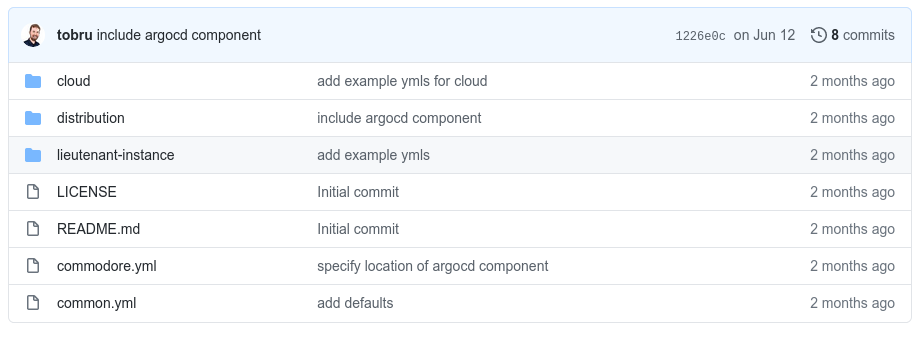 tobru include argocd component 1226e0c on Jun 12 8 commits
cloud add example ymls for cloud 2 months ago
distribution include argocd component 2 months ago
lieutenant-instance add example ymls 2 months ago
LICENSE Initial commit 2 months ago
README.md Initial commit 2 months ago
commodore.yml specify location of argocd component 2 months ago
common.yml add defaults 2 months ago